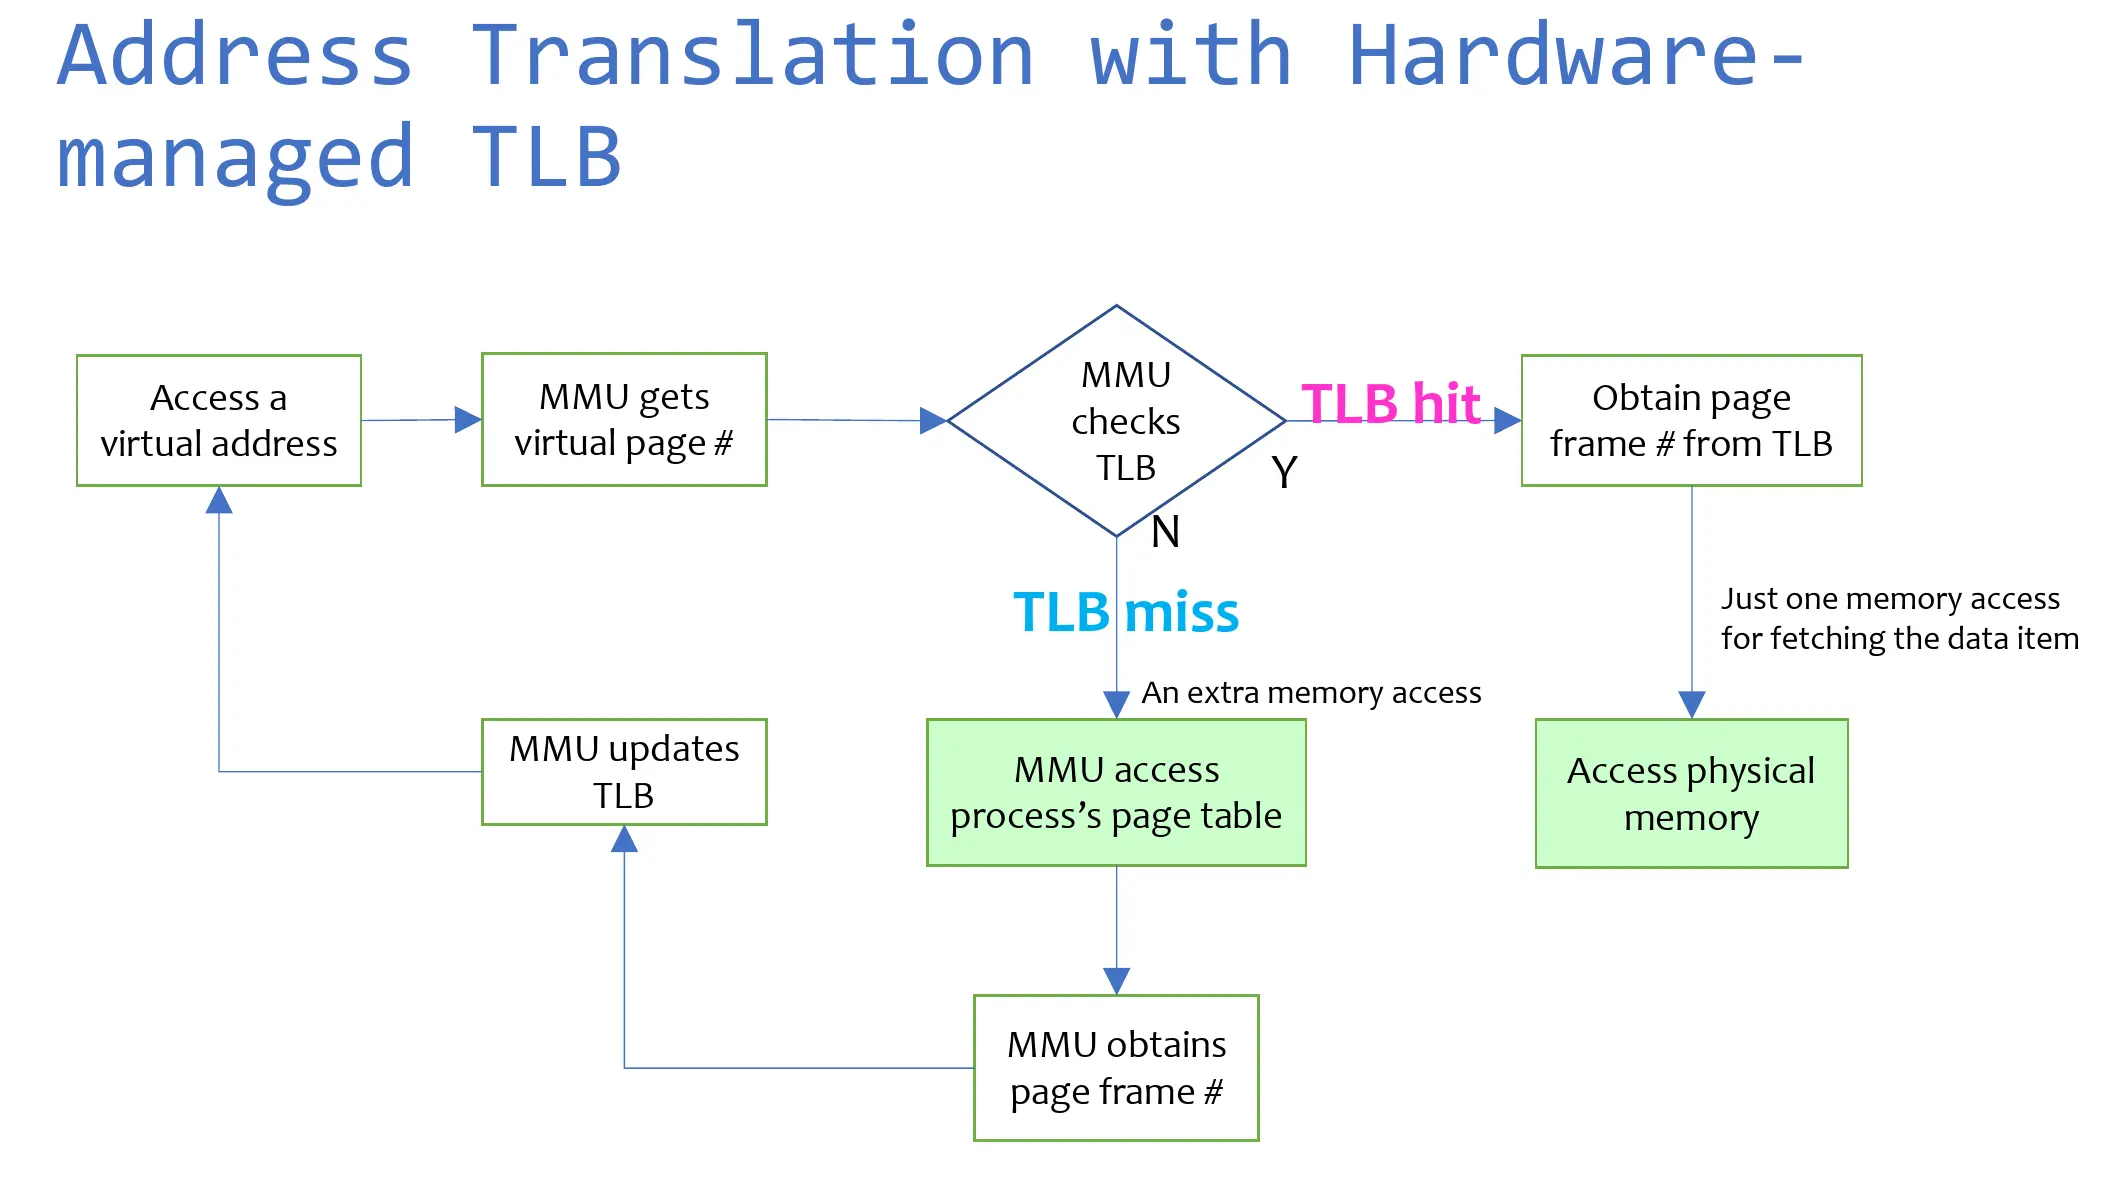 Address Translation with Hardware-
managed TLB
Access a
virtual address
MMU gets
virtual page #
MMU
checks
TLB
TLB hit
Y
N
Obtain page
frame # from TLB
TLB miss
Just one memory access
for fetching the data item
An extra memory access
MMU updates
TLB
MMU access
process’s page table
Access physical
memory
MMU obtains
page frame #